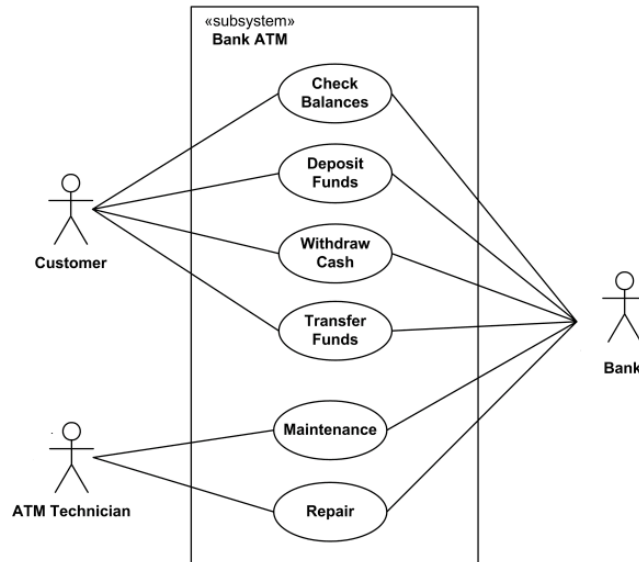 «subsystem»
Bank ATM
Check
Balances
Deposit
Funds
Customer
Withdraw
Cash
Transfer
Funds
Bank
Maintenance
ATM Technician
Repair